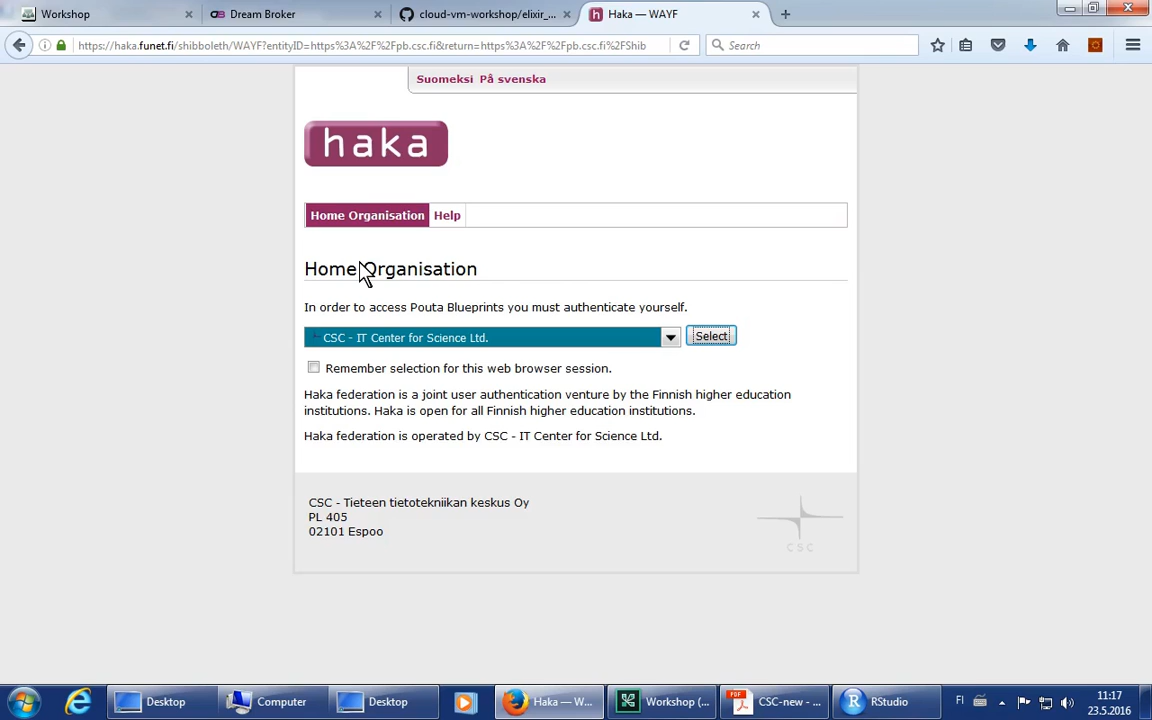 Workshop
Dream Broker
cloud-vm-workshop/elixir_...
Haka — WAYF
https://haka.funet.fi/shibboleth/WAYF?entityID=https%3A%2F%2Fpb.csc.fi&return=https%3A%2F%2Fpb.csc.fi%2FShib
Search
Suomeksi På svenska
haka
Home Organisation Help
Home Organisation
In order to access Pouta Blueprints you must authenticate yourself.
CSC - IT Center for Science Ltd.
Select
Remember selection for this web browser session.
Haka federation is a joint user authentication venture by the Finnish higher education
institutions. Haka is open for all Finnish higher education institutions.
Haka federation is operated by CSC - IT Center for Science Ltd.
CSC - Tieteen tietotekniikan keskus Oy
PL 405
02101 Espoo
CSC
Desktop
Computer
Desktop
Haka — W...
Workshop (...
PDF
CSC-new - ...
R
RStudio
FI
11:17
23.5.2016